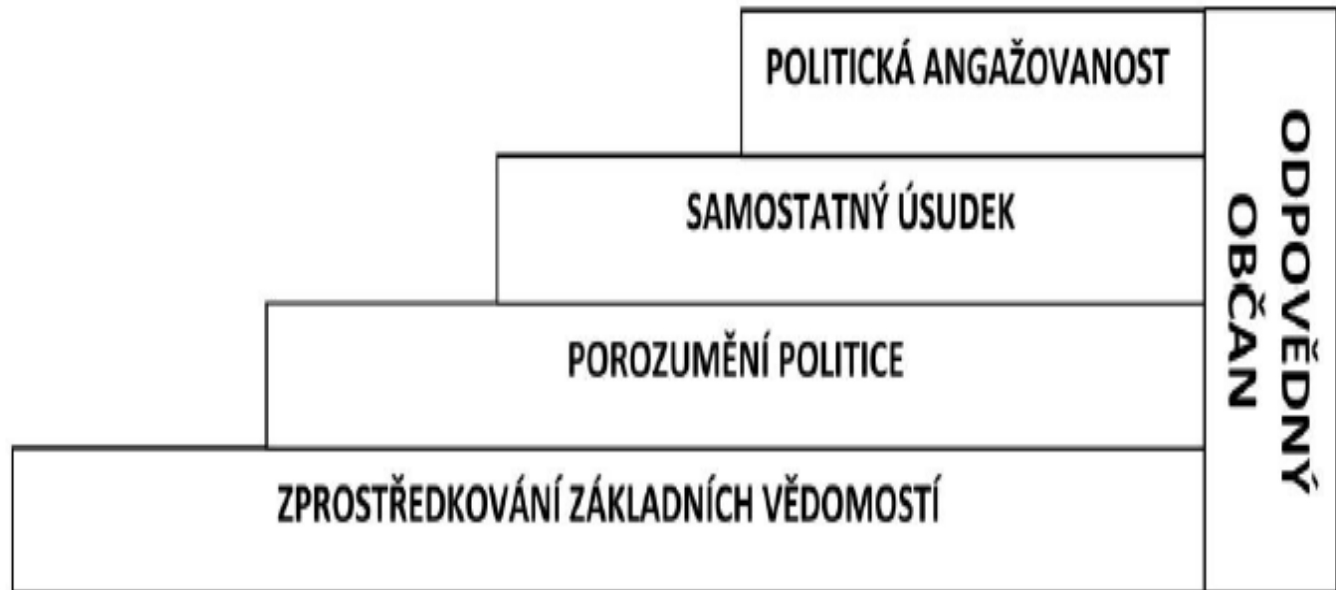 POLITICKÁ ANGAŽOVANOST
SAMOSTATNÝ ÚSUDEK
POROZUMĚNÍ POLITICE
ZPROSTŘEDKOVÁNÍ ZÁKLADNÍCH VĚDOMOSTÍ
ODPOVĚDNÝ
OBČAN